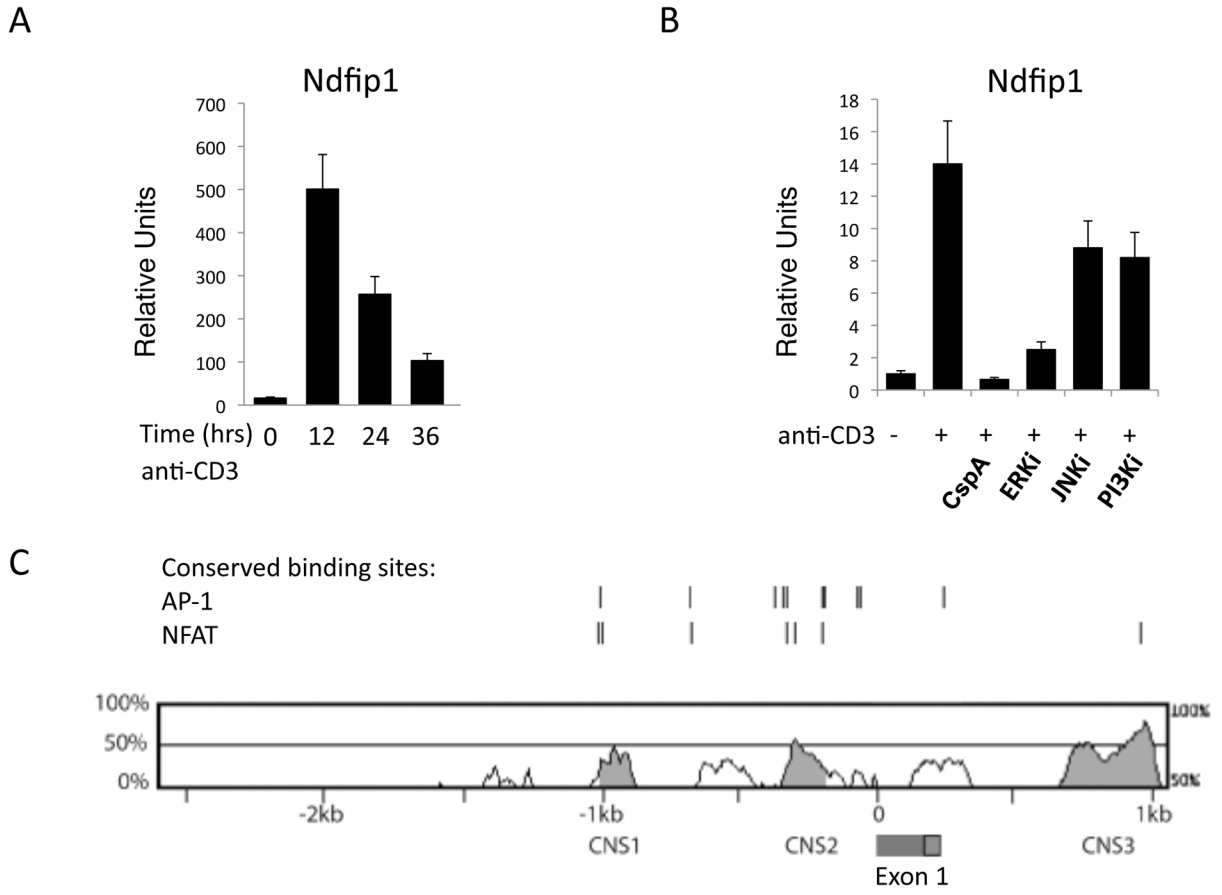 A
Ndfip1
Relative Units
700
600
500
400
300
200
100
0
Time (hrs) 0 12 24 36
anti-CD3
B
Ndfip1
Relative Units
18
16
14
12
10
8
6
4
2
0
anti-CD3 - + + + + +
CspA ERKi JNKi PI3Ki
C
Conserved binding sites:
AP-1
NFAT
100% 100%
50%
0% 50%
-2kb -1kb 0 1kb
CNS1 CNS2 CNS3
Exon 1